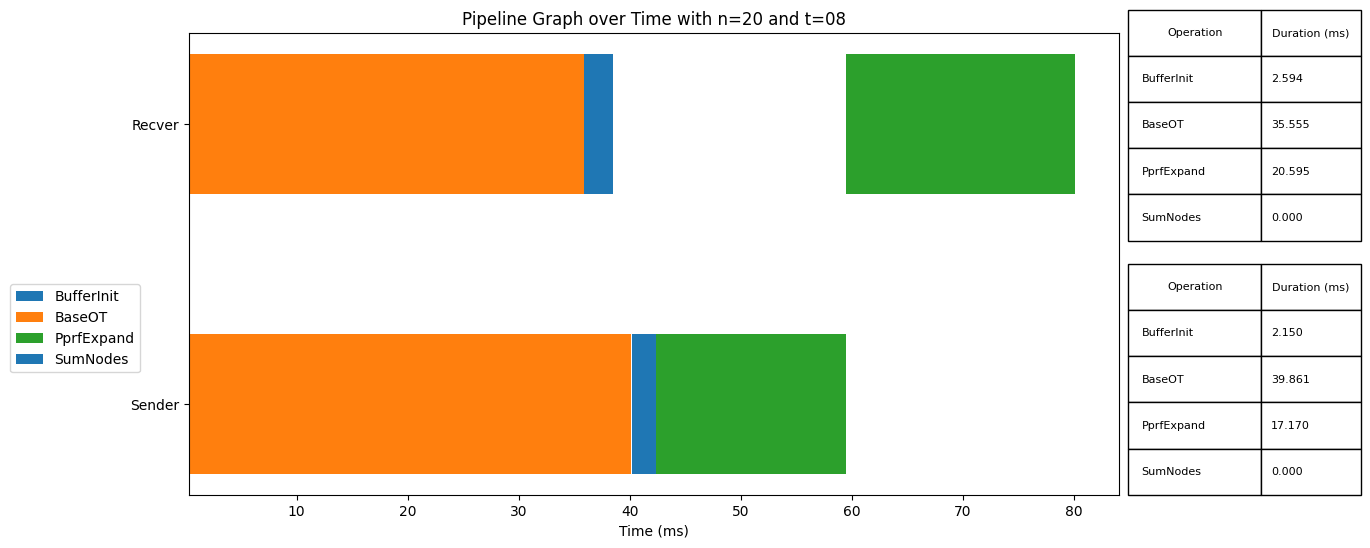 Pipeline Graph over Time with n=20 and t=08
Recver
Sender
10 20 30 40 50 60 70 80
Time (ms)
BufferInit
BaseOT
PprfExpand
SumNodes
Operation Duration (ms)
BufferInit 2.594
BaseOT 35.555
PprfExpand 20.595
SumNodes 0.000
Operation Duration (ms)
BufferInit 2.150
BaseOT 39.861
PprfExpand 17.170
SumNodes 0.000